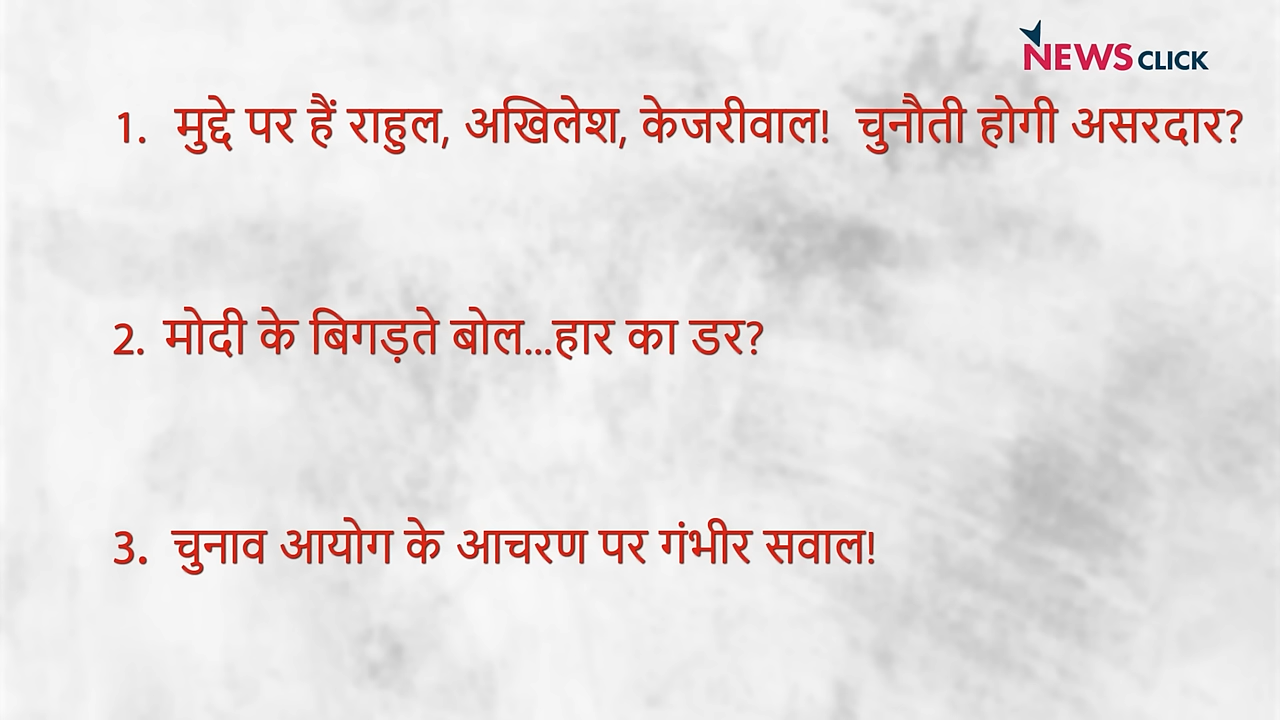 NEWS CLICK
1. मुद्दे पर हैं राहुल, अखिलेश, केजरीवाल! चुनौती होगी असरदार?
2. मोदी के बिगड़ते बोल...हार का डर?
3. चुनाव आयोग के आचरण पर गंभीर सवाल!